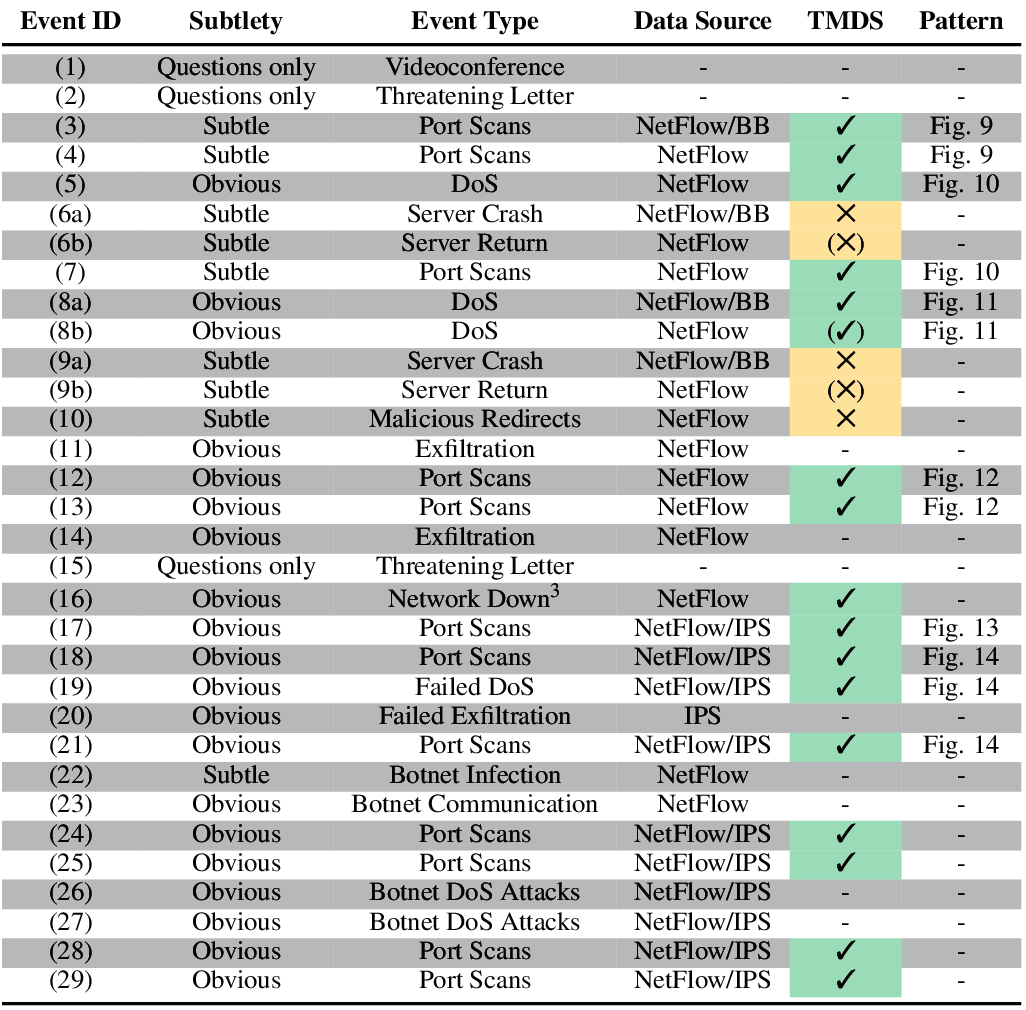 Event ID Subtlety Event Type Data Source TMDS Pattern
(1) Questions only Videoconference - - -
(2) Questions only Threatening Letter - - -
(3) Subtle Port Scans NetFlow/BB ✓ Fig. 9
(4) Subtle Port Scans NetFlow ✓ Fig. 9
(5) Obvious DoS NetFlow ✓ Fig. 10
(6a) Subtle Server Crash NetFlow/BB ✕ -
(6b) Subtle Server Return NetFlow (✕) -
(7) Subtle Port Scans NetFlow ✓ Fig. 10
(8a) Obvious DoS NetFlow/BB ✓ Fig. 11
(8b) Obvious DoS NetFlow (✓) Fig. 11
(9a) Subtle Server Crash NetFlow/BB ✕ -
(9b) Subtle Server Return NetFlow (✕) -
(10) Subtle Malicious Redirects NetFlow ✕ -
(11) Obvious Exfiltration NetFlow - -
(12) Obvious Port Scans NetFlow ✓ Fig. 12
(13) Obvious Port Scans NetFlow ✓ Fig. 12
(14) Obvious Exfiltration NetFlow - -
(15) Questions only Threatening Letter - - -
(16) Obvious Network Down³ NetFlow ✓ -
(17) Obvious Port Scans NetFlow/IPS ✓ Fig. 13
(18) Obvious Port Scans NetFlow/IPS ✓ Fig. 14
(19) Obvious Failed DoS NetFlow/IPS ✓ Fig. 14
(20) Obvious Failed Exfiltration IPS - -
(21) Obvious Port Scans NetFlow/IPS ✓ Fig. 14
(22) Subtle Botnet Infection NetFlow - -
(23) Obvious Botnet Communication NetFlow - -
(24) Obvious Port Scans NetFlow/IPS ✓ -
(25) Obvious Port Scans NetFlow/IPS ✓ -
(26) Obvious Botnet DoS Attacks NetFlow/IPS - -
(27) Obvious Botnet DoS Attacks NetFlow/IPS - -
(28) Obvious Port Scans NetFlow/IPS ✓ -
(29) Obvious Port Scans NetFlow/IPS ✓ -